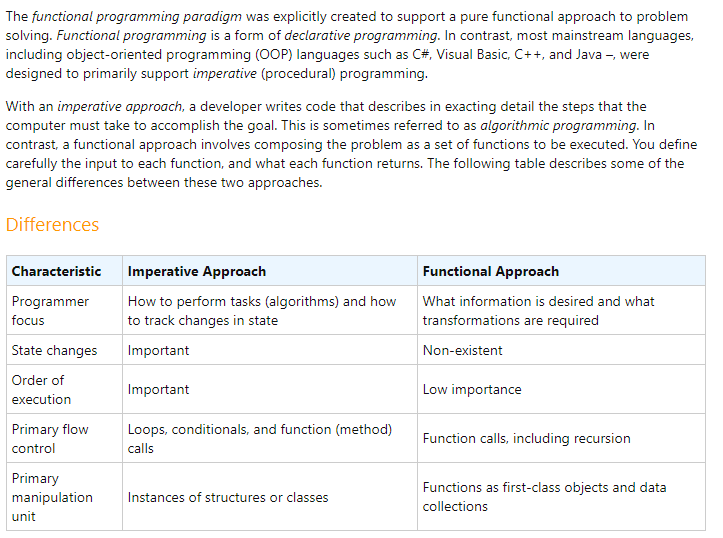 The functional programming paradigm was explicitly created to support a pure functional approach to problem
solving. Functional programming is a form of declarative programming. In contrast, most mainstream languages,
including object-oriented programming (OOP) languages such as C#, Visual Basic, C++, and Java –, were
designed to primarily support imperative (procedural) programming.
With an imperative approach, a developer writes code that describes in exacting detail the steps that the
computer must take to accomplish the goal. This is sometimes referred to as algorithmic programming. In
contrast, a functional approach involves composing the problem as a set of functions to be executed. You define
carefully the input to each function, and what each function returns. The following table describes some of the
general differences between these two approaches.
Differences
Characteristic Imperative Approach Functional Approach
Programmer
focus
How to perform tasks (algorithms) and how
to track changes in state
What information is desired and what
transformations are required
State changes Important Non-existent
Order of
execution
Important
Low importance
Primary flow
control
Loops, conditionals, and function (method)
calls
Function calls, including recursion
Primary
manipulation
unit
Instances of structures or classes
Functions as first-class objects and data
collections